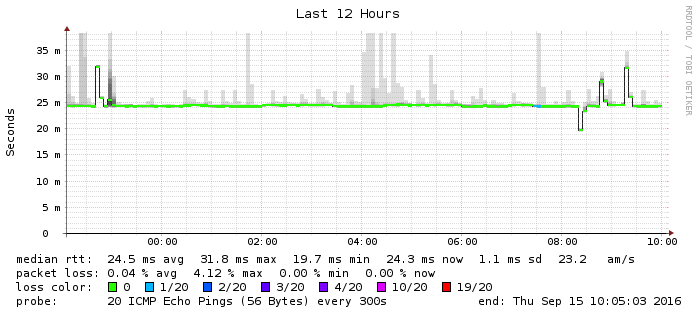 Last 12 Hours
RRDTOOL / TOBI OETIKER
Seconds
35 m
30 m
25 m
20 m
15 m
10 m
5 m
0
00:00 02:00 04:00 06:00 08:00 10:00
median rtt: 24.5 ms avg 31.8 ms max 19.7 ms min 24.3 ms now 1.1 ms sd 23.2 am/s
packet loss: 0.04 % avg 4.12 % max 0.00 % min 0.00 % now
loss color: 0 1/20 2/20 3/20 4/20 10/20 19/20
probe: 20 ICMP Echo Pings (56 Bytes) every 300s end: Thu Sep 15 10:05:03 2016